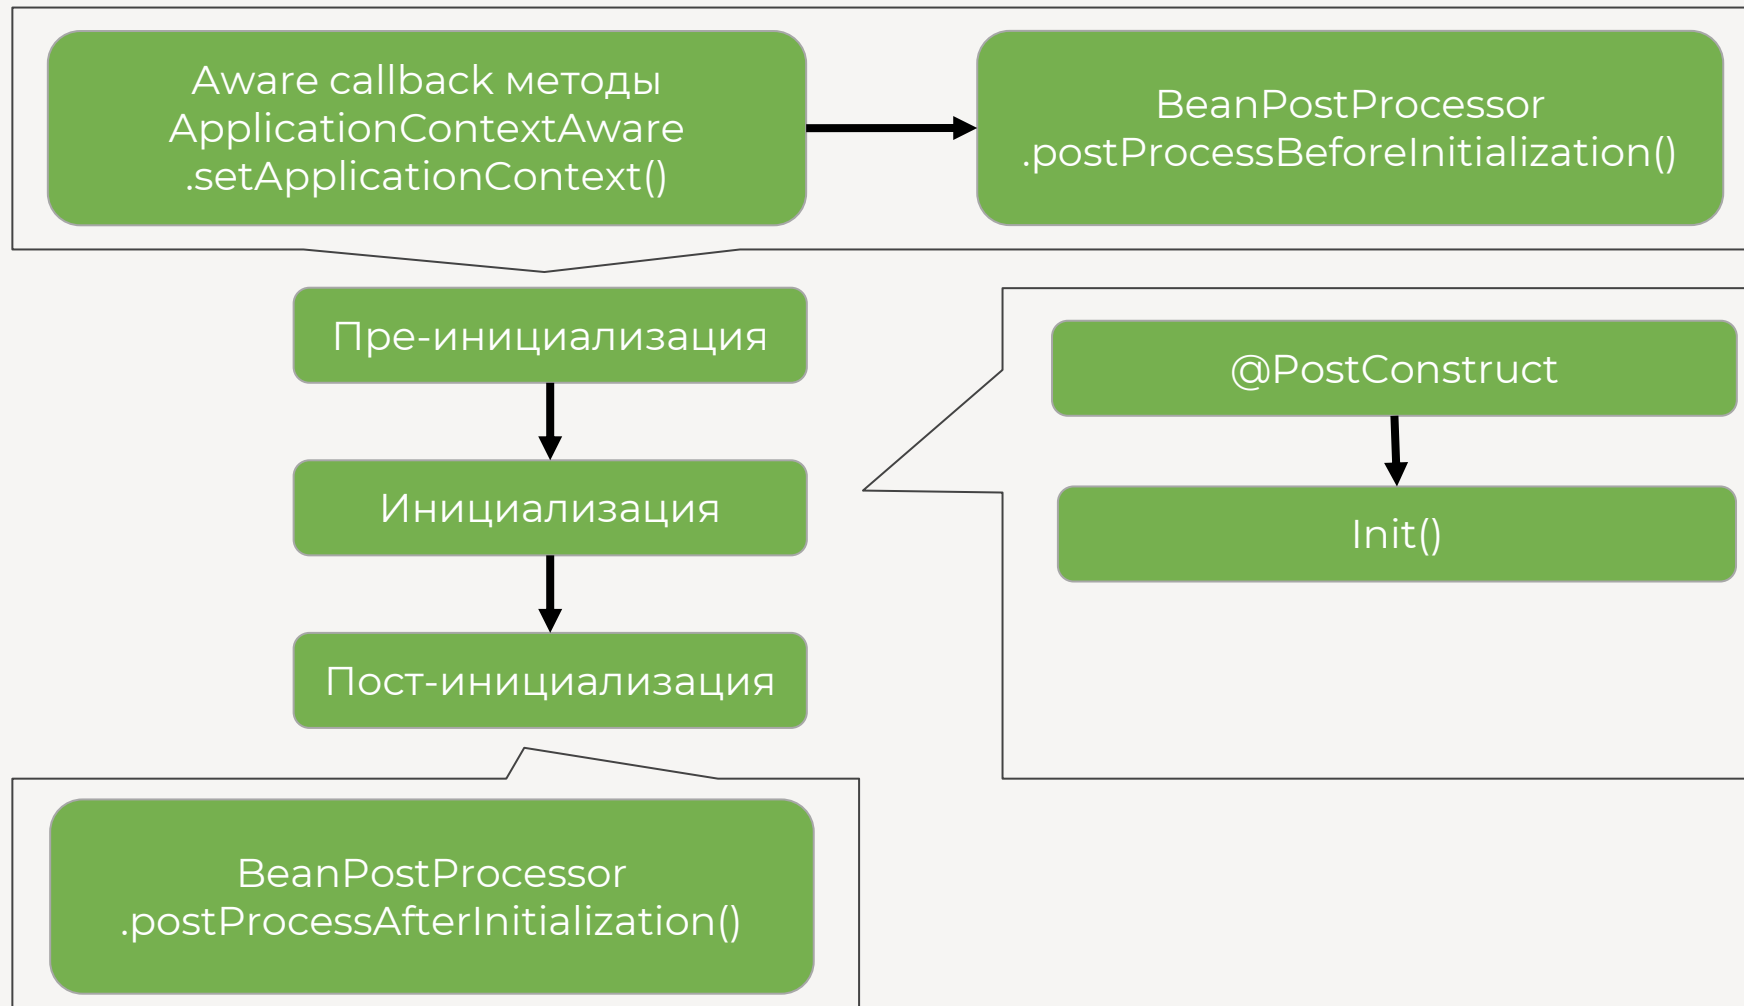 Aware callback методы
ApplicationContextAware
.setApplicationContext()
BeanPostProcessor
.postProcessBeforeInitialization()
Пре-инициализация
Инициализация
Пост-инициализация
@PostConstruct
Init()
BeanPostProcessor
.postProcessAfterInitialization()